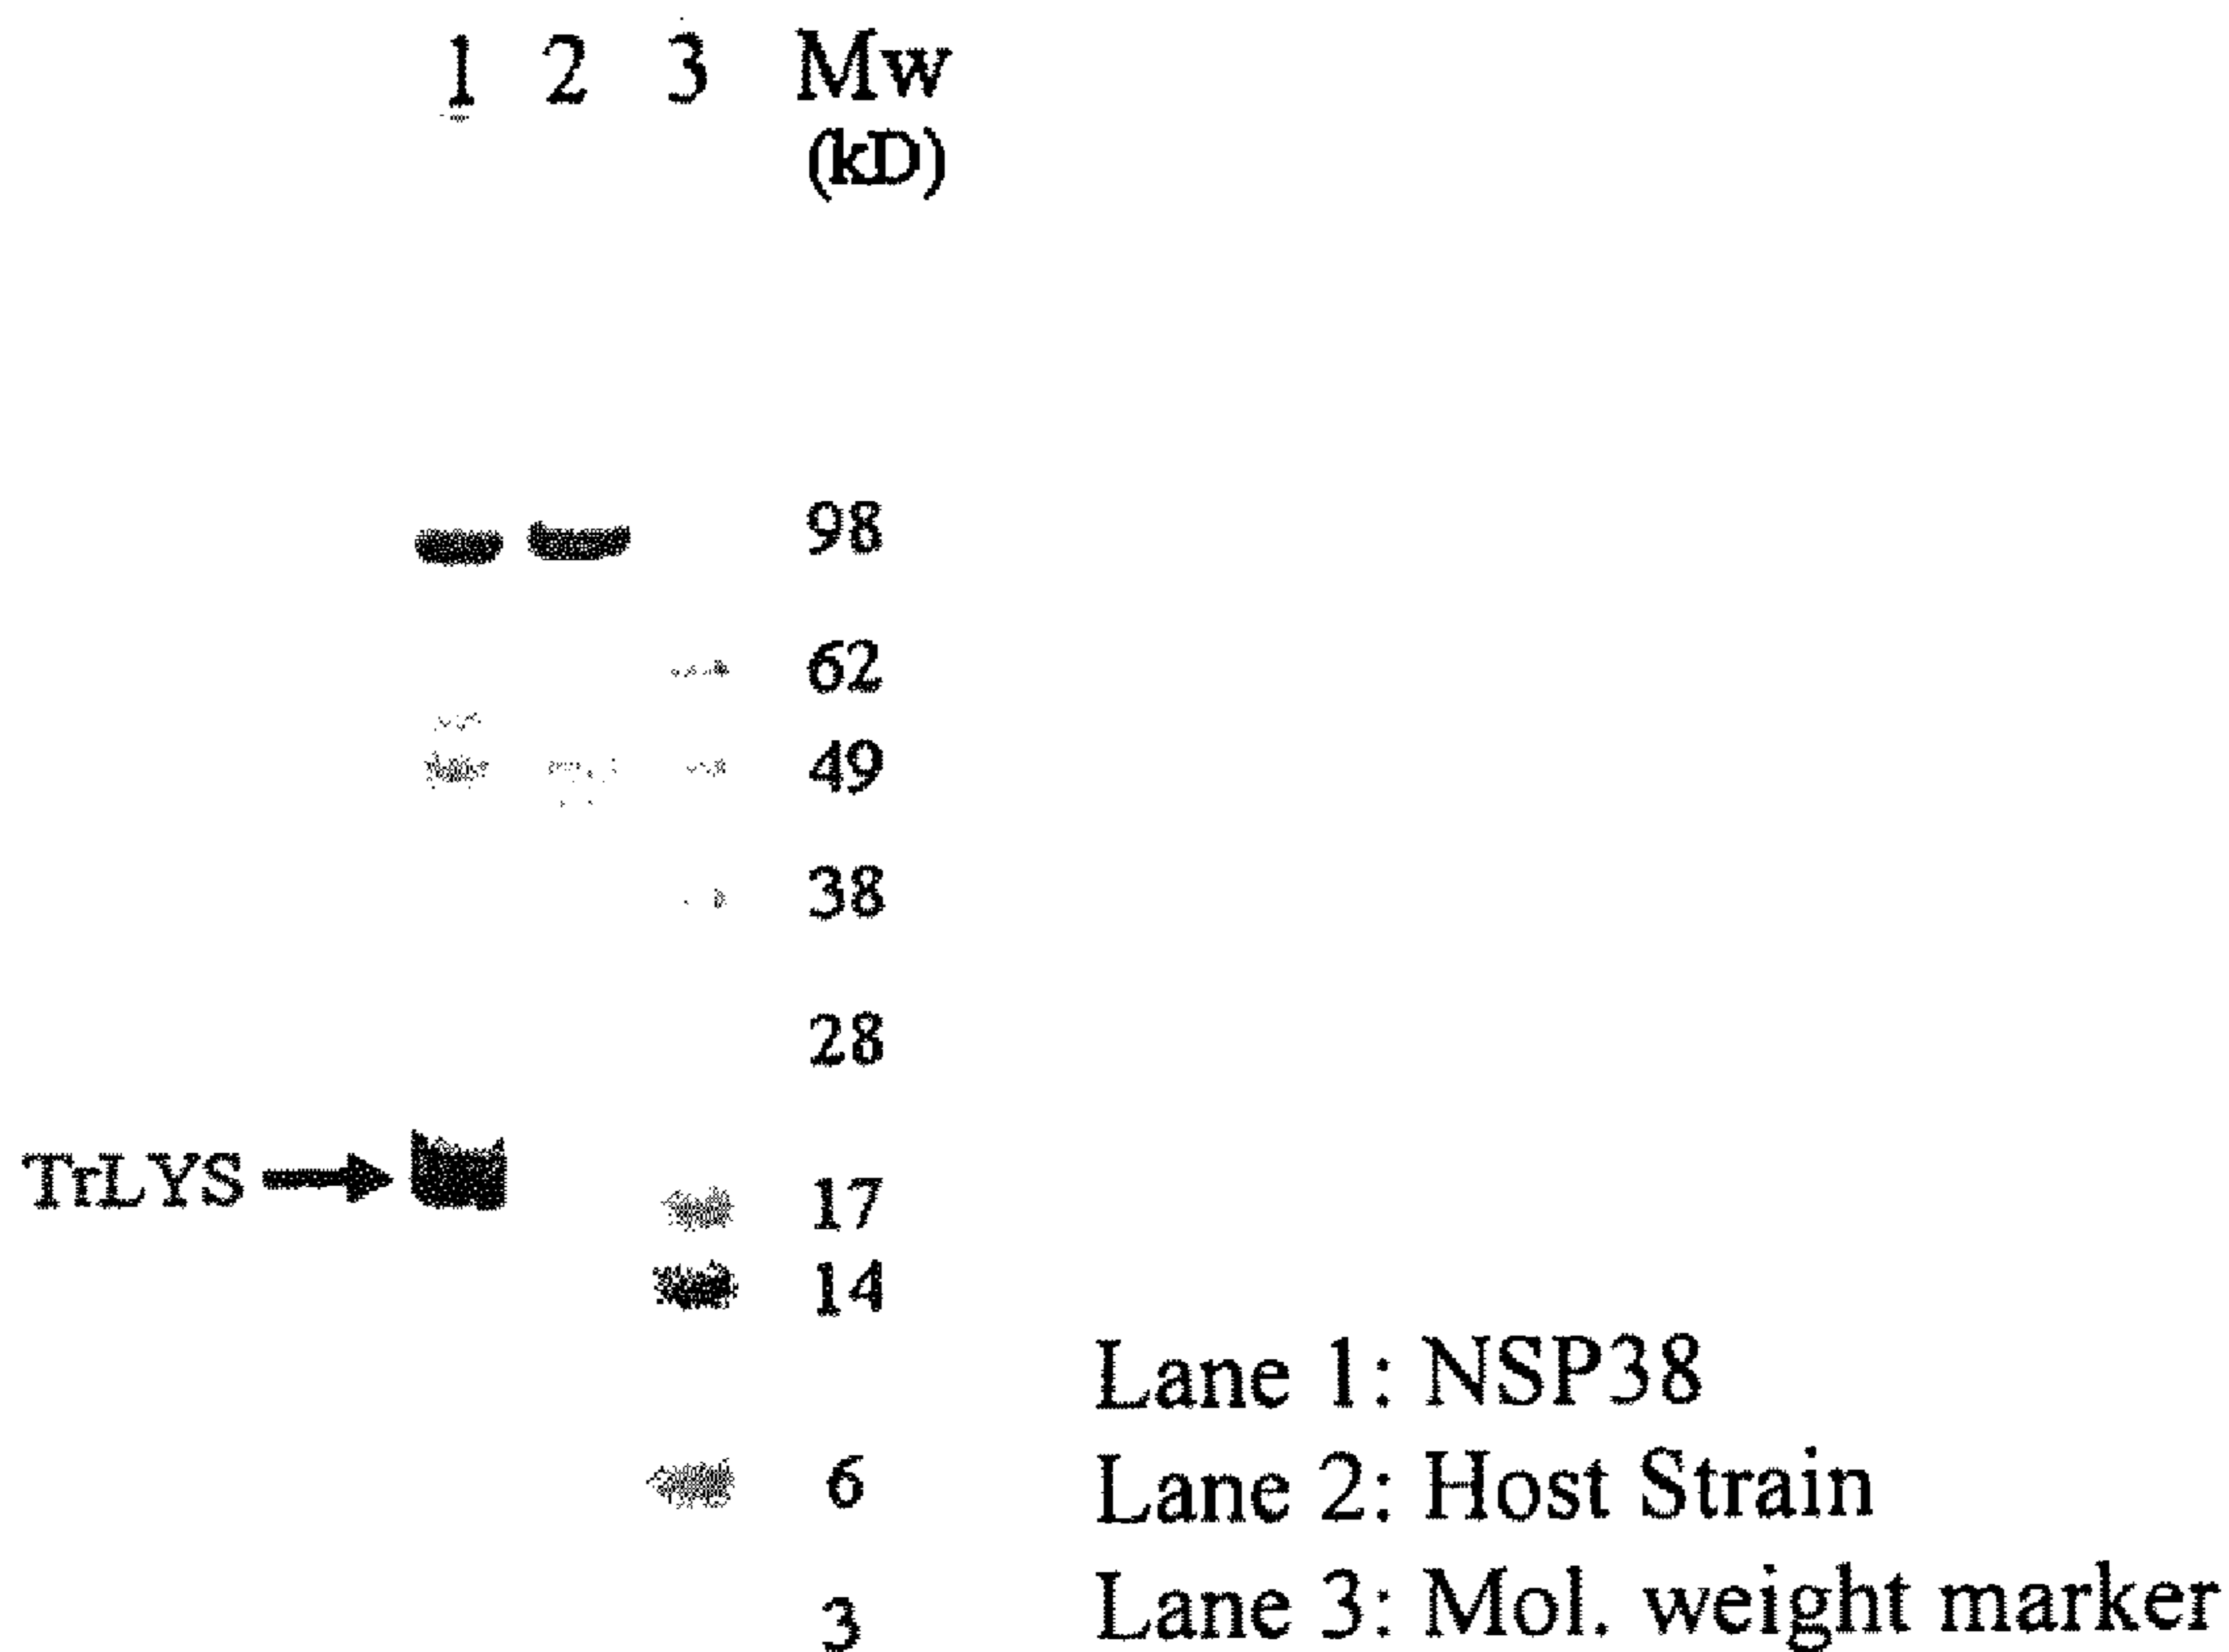 1 2 3 Mw
(kD)
98
62
49
38
28
TrLYS
17
14
Lane 1: NSP38
6
Lane 2: Host Strain
3
Lane 3: Mol. weight marker